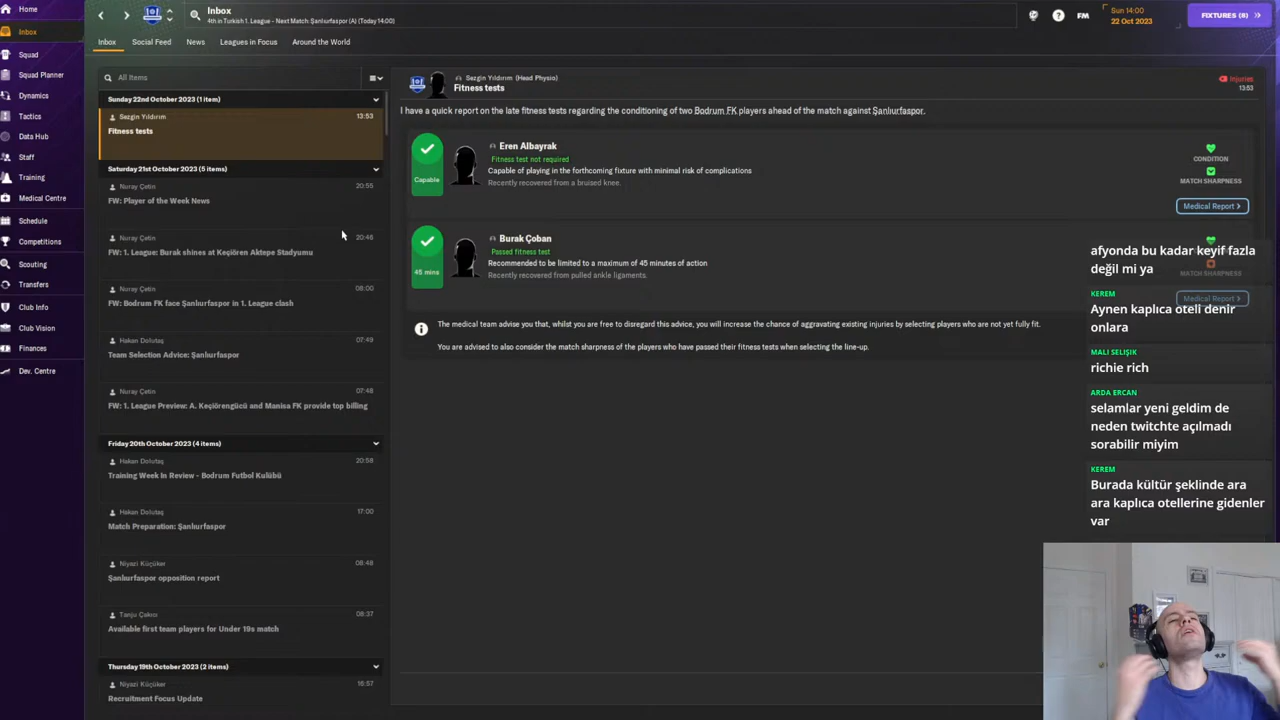 Home
Inbox
Squad
Squad Planner
Dynamics
Tactics
Data Hub
Staff
Training
Medical Centre
Schedule
Competitions
Scouting
Transfers
Club Info
Club Vision
Finances
Dev. Centre
Inbox
4th in Turkish 1. League - Next Match: Şanlıurfaspor (A) (Today 14:00)
FM
Sun 14:00
22 Oct 2023
FIXTURES (8)
Inbox
Social Feed
News
Leagues in Focus
Around the World
All Items
Sunday 22nd October 2023 (1 item)
Sezgin Yıldırım 13:53
Fitness tests
Saturday 21st October 2023 (5 items)
Nuray Çetin 20:55
FW: Player of the Week News
Nuray Çetin 20:46
FW: 1. League: Burak shines at Keçiören Aktepe Stadyumu
Nuray Çetin 08:00
FW: Bodrum FK face Şanlıurfaspor in 1. League clash
Hakan Dolutaş 07:49
Team Selection Advice: Şanlıurfaspor
Nuray Çetin 07:48
FW: 1. League Preview: A. Keçiörengücü and Manisa FK provide top billing
Friday 20th October 2023 (4 items)
Hakan Dolutaş 20:58
Training Week In Review - Bodrum Futbol Kulübü
Hakan Dolutaş 17:00
Match Preparation: Şanlıurfaspor
Niyazi Küçüker 08:48
Şanlıurfaspor opposition report
Tanju Çakıcı 08:37
Available first team players for Under 19s match
Thursday 19th October 2023 (2 items)
Niyazi Küçüker 16:57
Recruitment Focus Update
Sezgin Yıldırım (Head Physio)
Fitness tests
Injuries
13:53
I have a quick report on the late fitness tests regarding the conditioning of two Bodrum FK players ahead of the match against Şanlıurfaspor.
Capable
Eren Albayrak
Fitness test not required
Capable of playing in the forthcoming fixture with minimal risk of complications
Recently recovered from a bruised knee.
CONDITION
MATCH SHARPNESS
Medical Report
45 mins
Burak Çoban
Passed fitness test
Recommended to be limited to a maximum of 45 minutes of action
Recently recovered from pulled ankle ligaments.
MATCH SHARPNESS
Medical Report
The medical team advise you that, whilst you are free to disregard this advice, you will increase the chance of aggravating existing injuries by selecting players who are not yet fully fit.
You are advised to also consider the match sharpness of the players who have passed their fitness tests when selecting the line-up.
afyonda bu kadar keyif fazla
değil mi ya
KEREM
Aynen kaplıca oteli denir
onlara
MALI SELIŞIK
richie rich
ARDA ERCAN
selamlar yeni geldim de
neden twitchte açılmadı
sorabilir miyim
KEREM
Burada kültür şeklinde ara
ara kaplıca otellerine gidenler
var